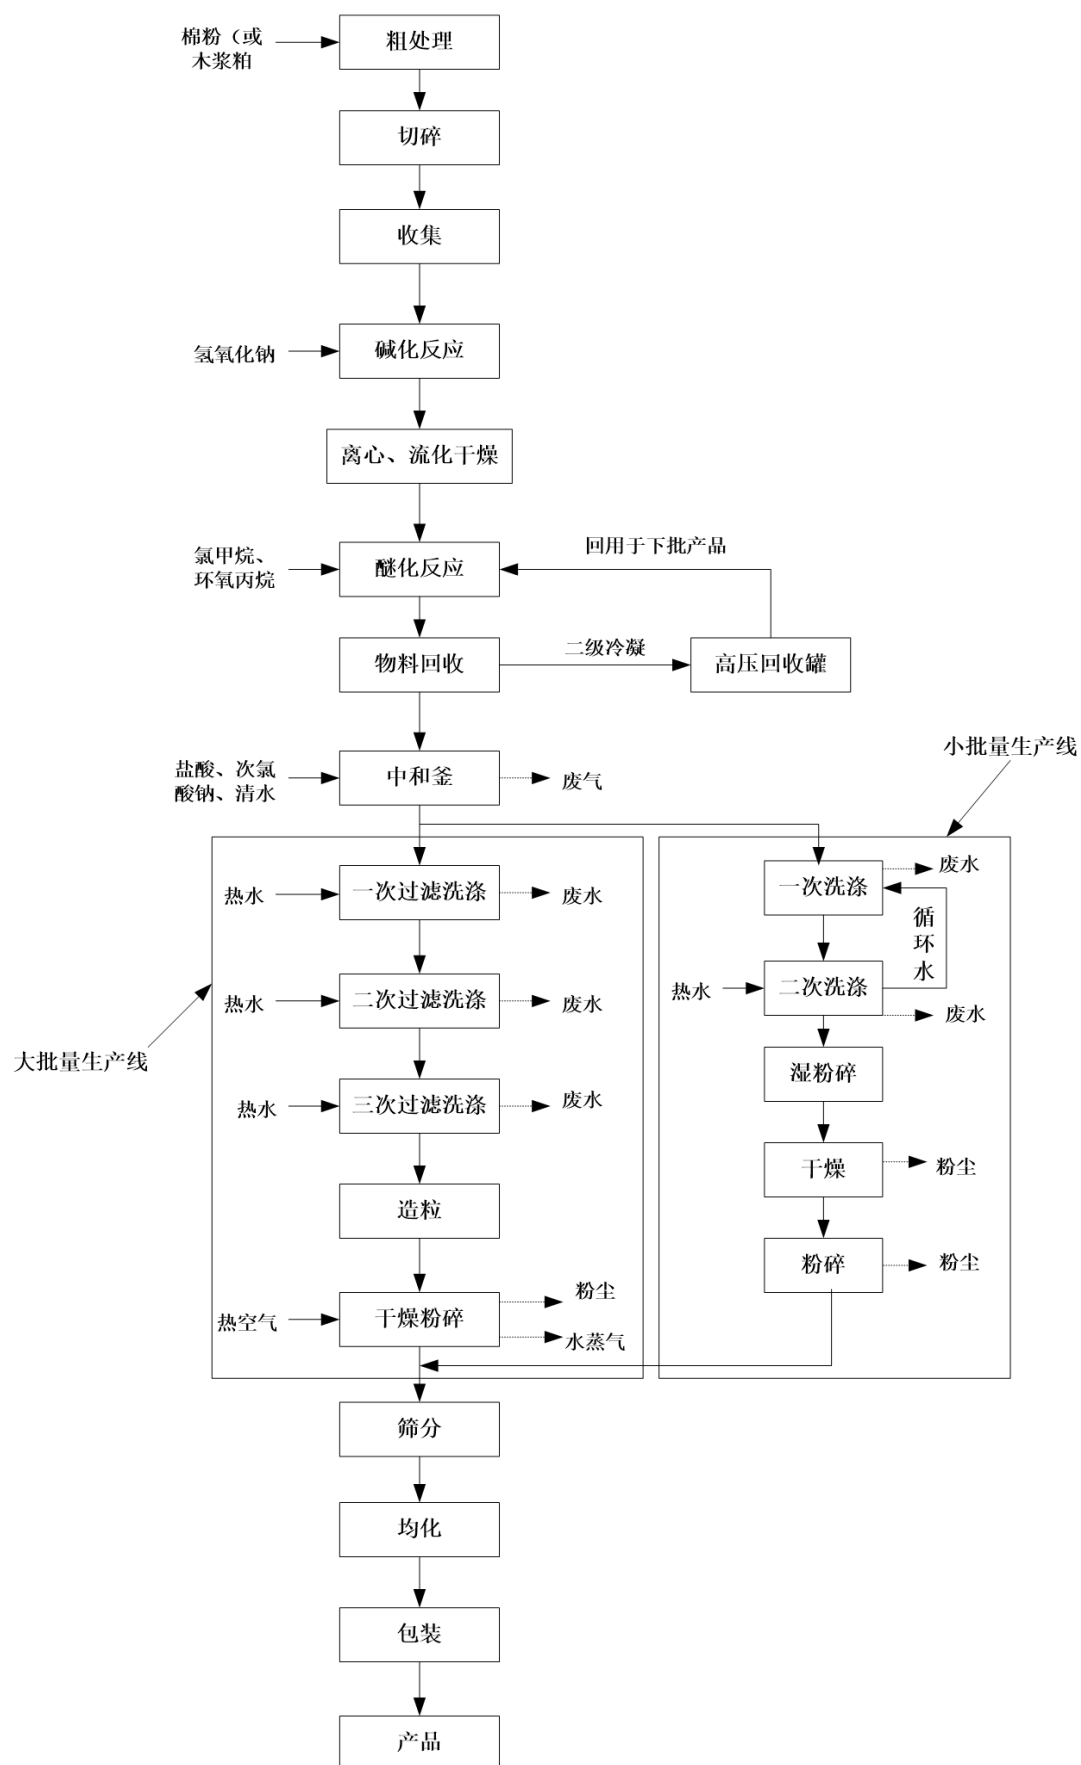 棉粉（或
木浆粕
粗处理
切碎
收集
氢氧化钠
碱化反应
离心、流化干燥
氯甲烷、
环氧丙烷
醚化反应
回用于下批产品
物料回收
二级冷凝
高压回收罐
盐酸、次氯
酸钠、清水
中和釜
废气
小批量生产线
热水
一次过滤洗涤
废水
一次洗涤
废水
循
环
水
热水
二次过滤洗涤
废水
热水
二次洗涤
废水
大批量生产线
湿粉碎
热水
三次过滤洗涤
废水
干燥
粉尘
造粒
粉碎
粉尘
热空气
干燥粉碎
粉尘
水蒸气
筛分
均化
包装
产品